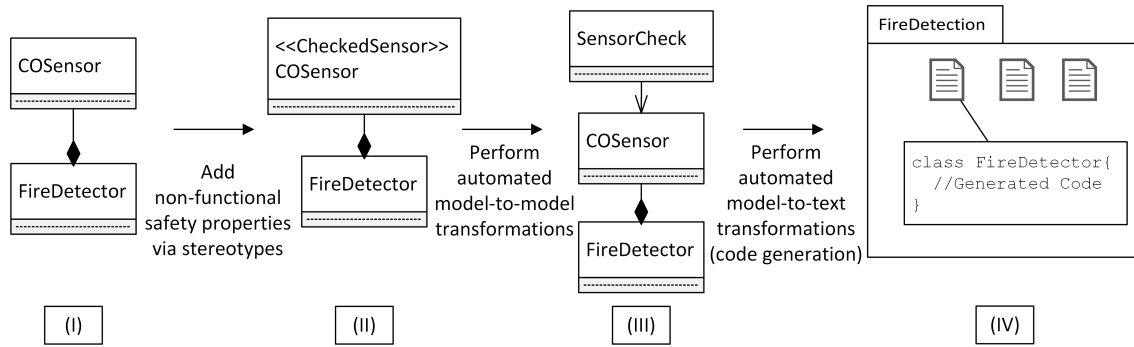 COSensor
FireDetector
(I)
Add
non-functional
safety properties
via stereotypes
<<CheckedSensor>>
COSensor
FireDetector
(II)
Perform
automated
model-to-model
transformations
SensorCheck
COSensor
FireDetector
(III)
Perform
automated
model-to-text
transformations
(code generation)
FireDetection
class FireDetector{
//Generated Code
}
(IV)